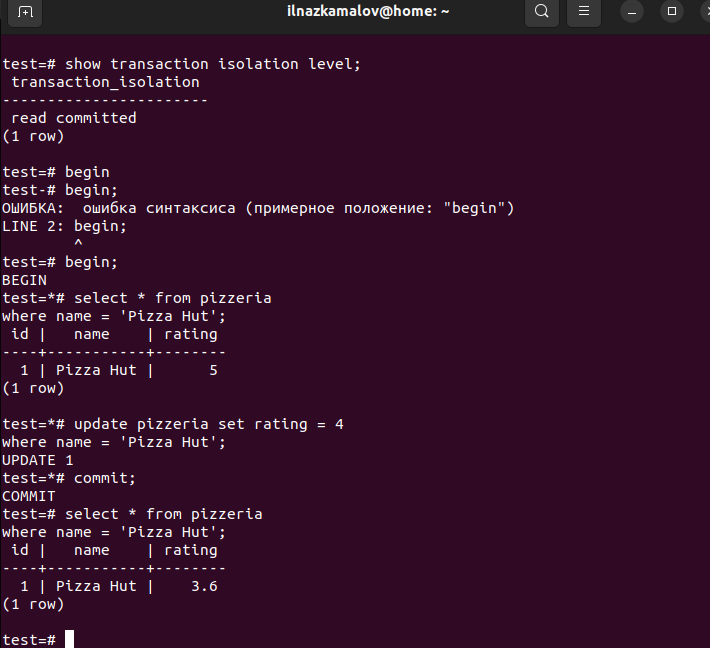 ilnazkamalov@home: ~
test=# show transaction isolation level;
 transaction_isolation
-----------------------
 read committed
(1 row)
test=# begin
test-# begin;
ОШИБКА:  ошибка синтаксиса (примерное положение: "begin")
LINE 2: begin;
        ^
test=# begin;
BEGIN
test=*# select * from pizzeria
where name = 'Pizza Hut';
 id |   name    | rating
----+-----------+--------
  1 | Pizza Hut |      5
(1 row)
test=*# update pizzeria set rating = 4
where name = 'Pizza Hut';
UPDATE 1
test=*# commit;
COMMIT
test=# select * from pizzeria
where name = 'Pizza Hut';
 id |   name    | rating
----+-----------+--------
  1 | Pizza Hut |    3.6
(1 row)
test=#